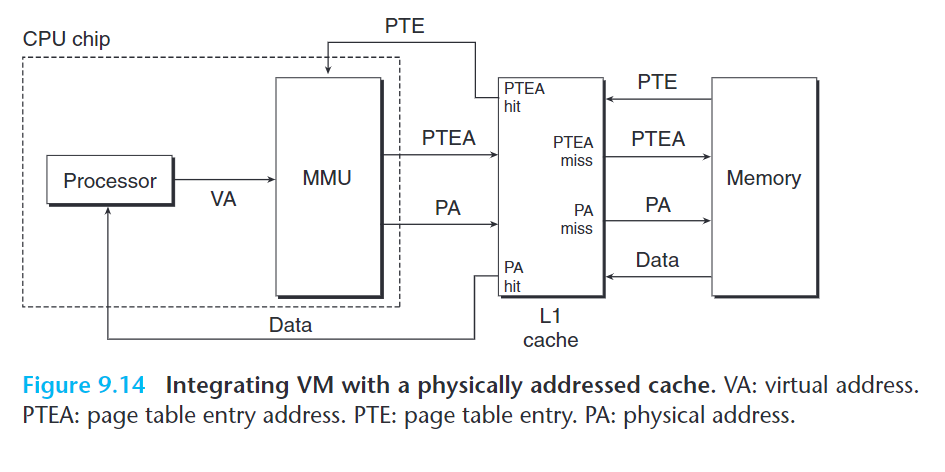 PTE
CPU chip
PTEA
hit
PTE
PTEA
PTEA
miss
PTEA
Processor
VA
MMU
Memory
PA
PA
miss
PA
PA
hit
Data
Data
L1
cache
Figure 9.14 Integrating VM with a physically addressed cache. VA: virtual address.
PTEA: page table entry address. PTE: page table entry. PA: physical address.